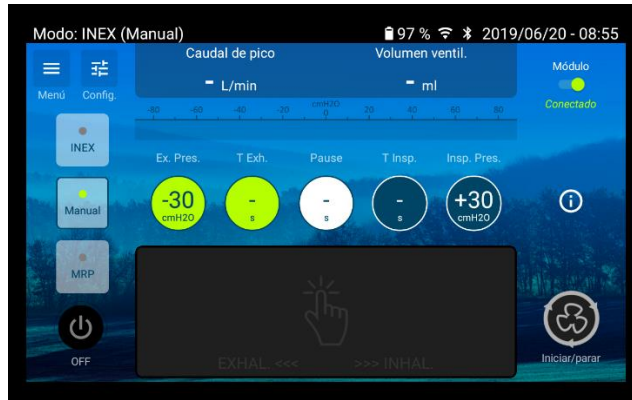 Modo: INEX (Manual)
97 % 2019/06/20 - 08:55
Caudal de pico
Volumen ventil.
- L/min
- ml
Menú
Config.
Módulo
Conectado
-80 -60 -40 -20 cmH2O 0 20 40 60 80
INEX
Ex. Pres.
T Exh.
Pause
T Insp.
Insp. Pres.
-30
cmH2O
-
s
-
s
-
s
+30
cmH2O
Manual
MRP
OFF
EXHAL. <<<
>>> INHAL.
Iniciar/parar